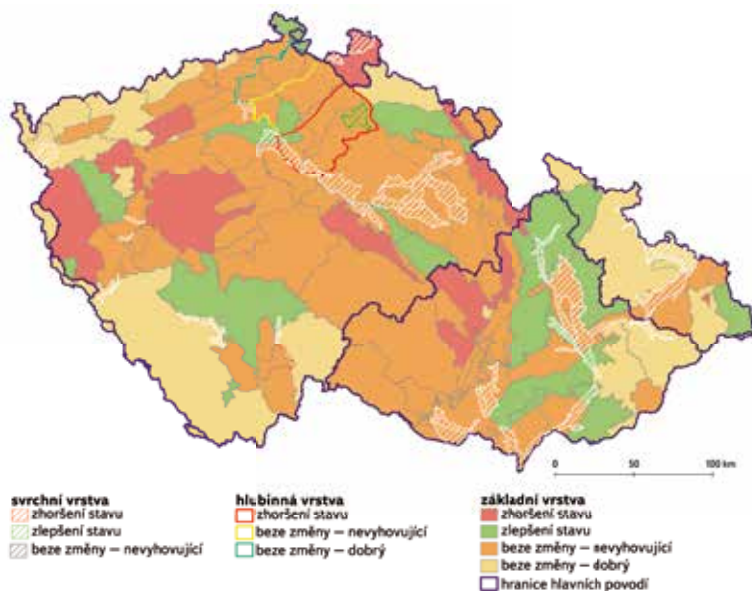 0 50 100 km
svrchní vrstva
zhoršení stavu
zlepšení stavu
beze změny — nevyhovující
hlubinná vrstva
zhoršení stavu
beze změny — nevyhovující
beze změny — dobrý
základní vrstva
zhoršení stavu
zlepšení stavu
beze změny — nevyhovující
beze změny — dobrý
hranice hlavních povodí